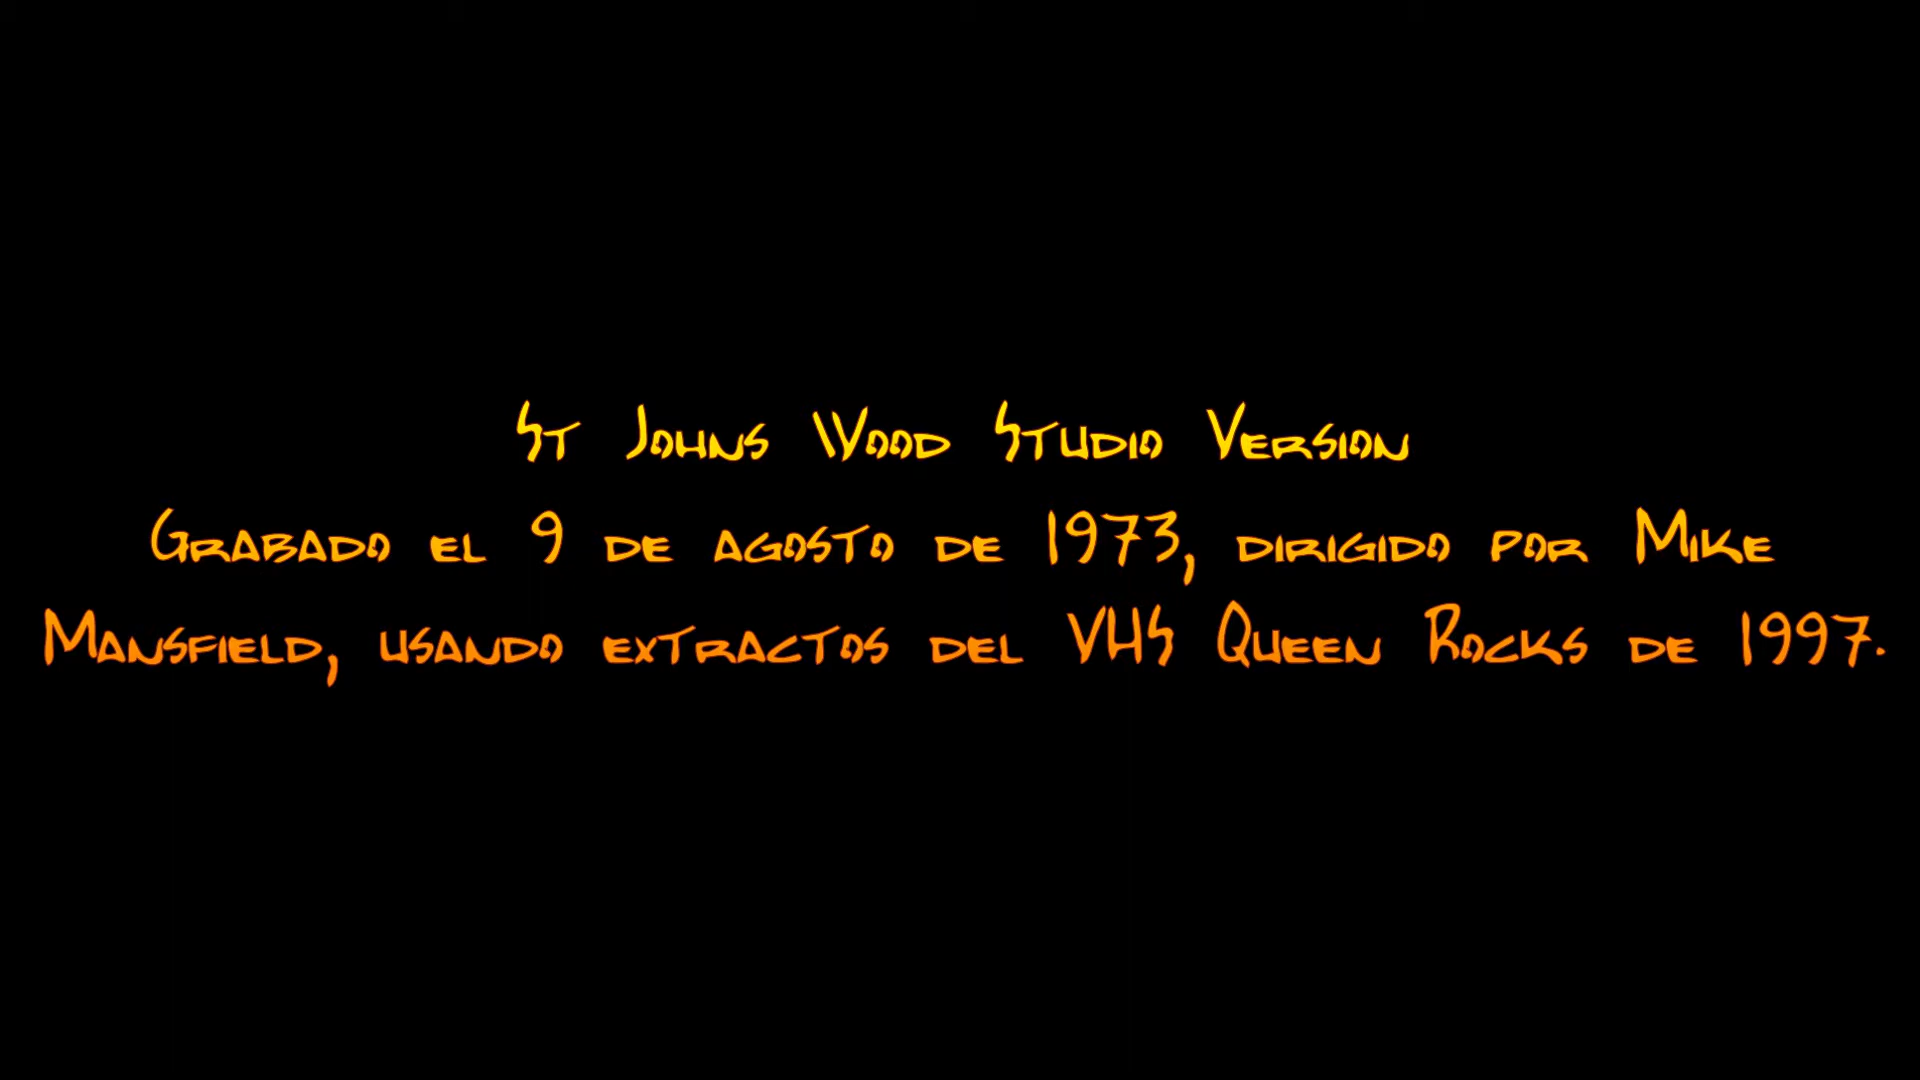 St Johns Wood Studio Version
Grabado el 9 de agosto de 1973, dirigido por Mike
Mansfield, usando extractos del VHS Queen Rocks de 1997.